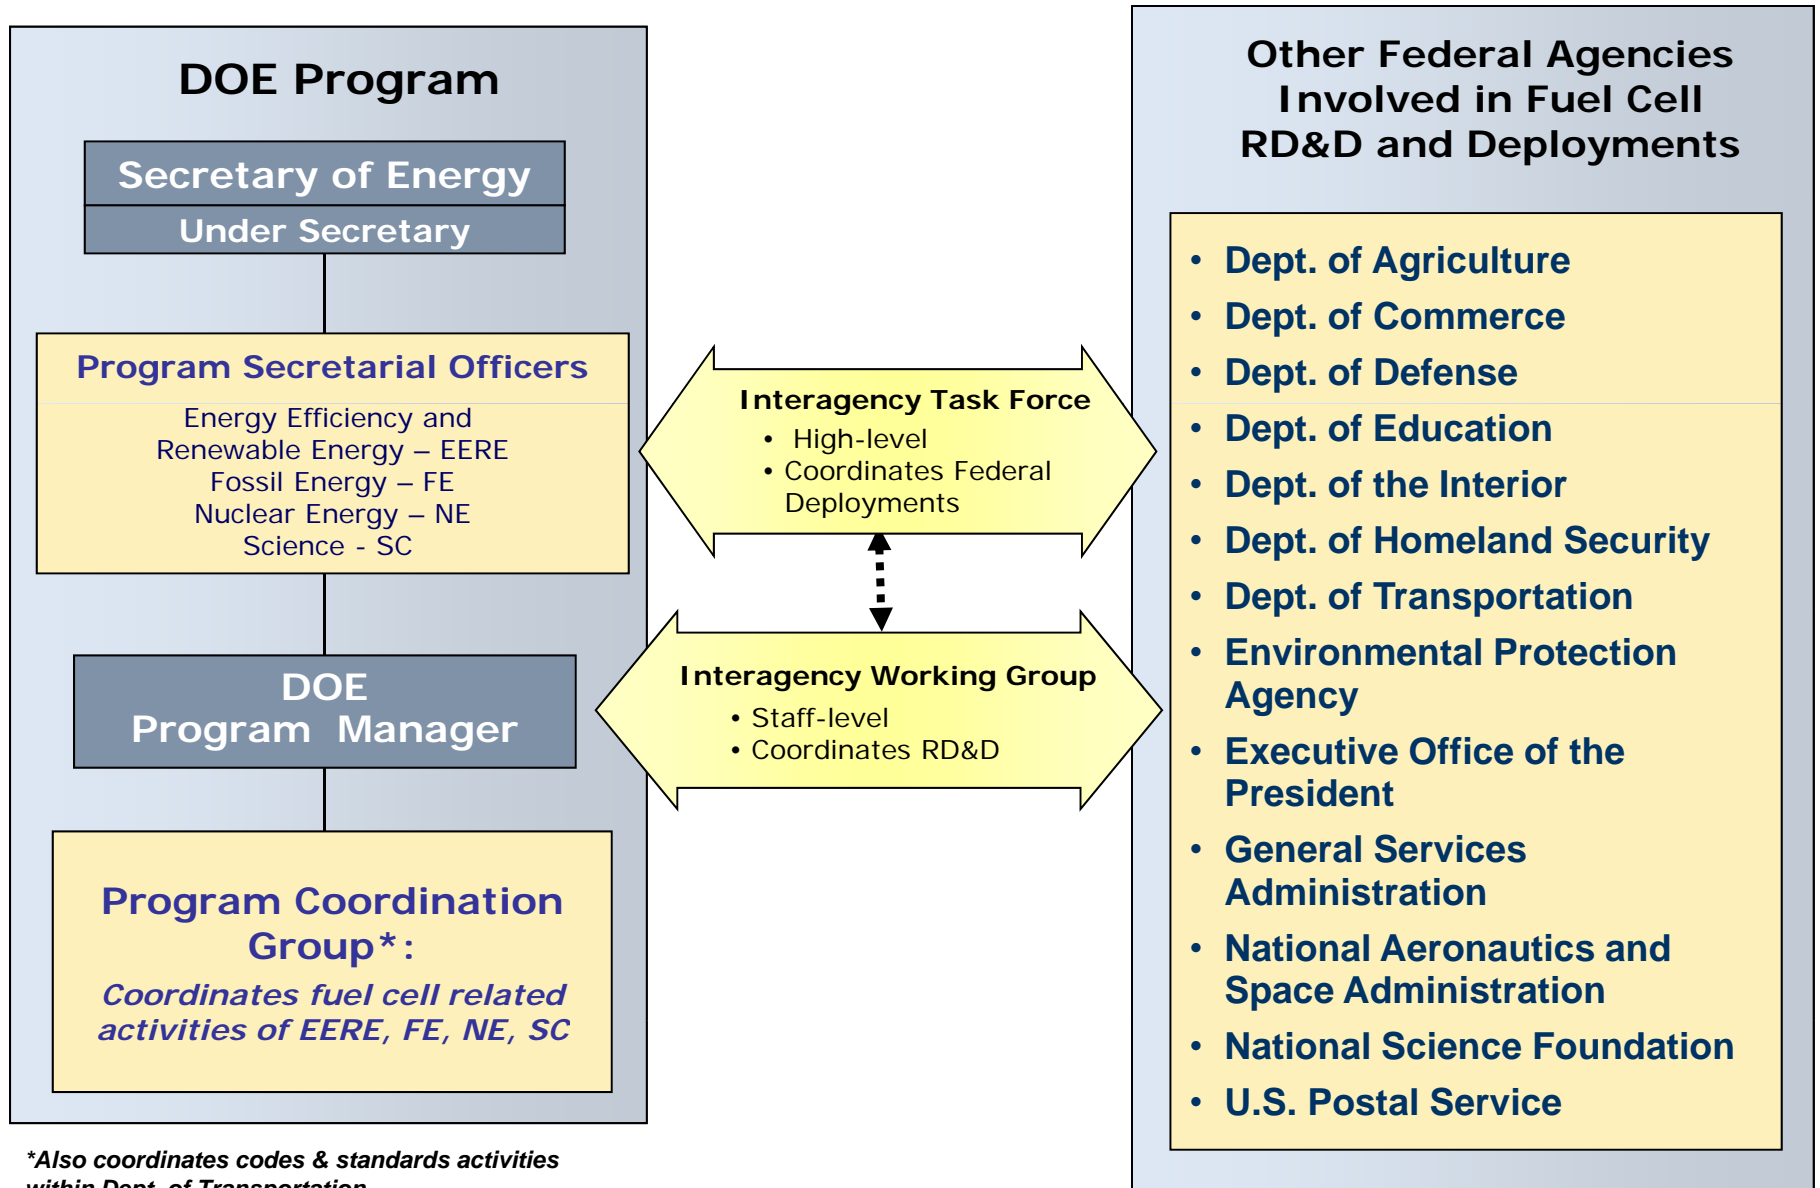 DOE Program
Secretary of Energy
Under Secretary
Program Secretarial Officers
Energy Efficiency and
Renewable Energy – EERE
Fossil Energy – FE
Nuclear Energy – NE
Science - SC
DOE
Program Manager
Program Coordination
Group*:
Coordinates fuel cell related
activities of EERE, FE, NE, SC
*Also coordinates codes & standards activities
within Dept. of Transportation
Interagency Task Force
• High-level
• Coordinates Federal
Deployments
Interagency Working Group
• Staff-level
• Coordinates RD&D
Other Federal Agencies
Involved in Fuel Cell
RD&D and Deployments
• Dept. of Agriculture
• Dept. of Commerce
• Dept. of Defense
• Dept. of Education
• Dept. of the Interior
• Dept. of Homeland Security
• Dept. of Transportation
• Environmental Protection
Agency
• Executive Office of the
President
• General Services
Administration
• National Aeronautics and
Space Administration
• National Science Foundation
• U.S. Postal Service